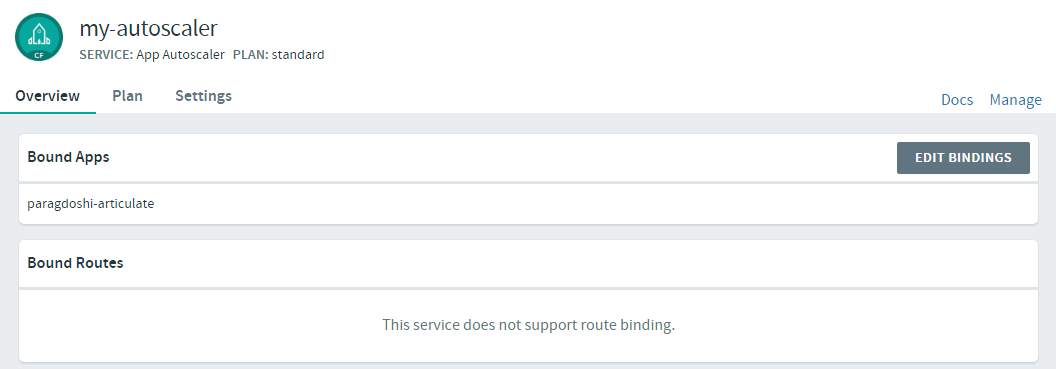 my-autoscaler
SERVICE: App Autoscaler PLAN: standard
CF
Overview Plan Settings Docs Manage
Bound Apps EDIT BINDINGS
paragdoshi-articulate
Bound Routes
This service does not support route binding.